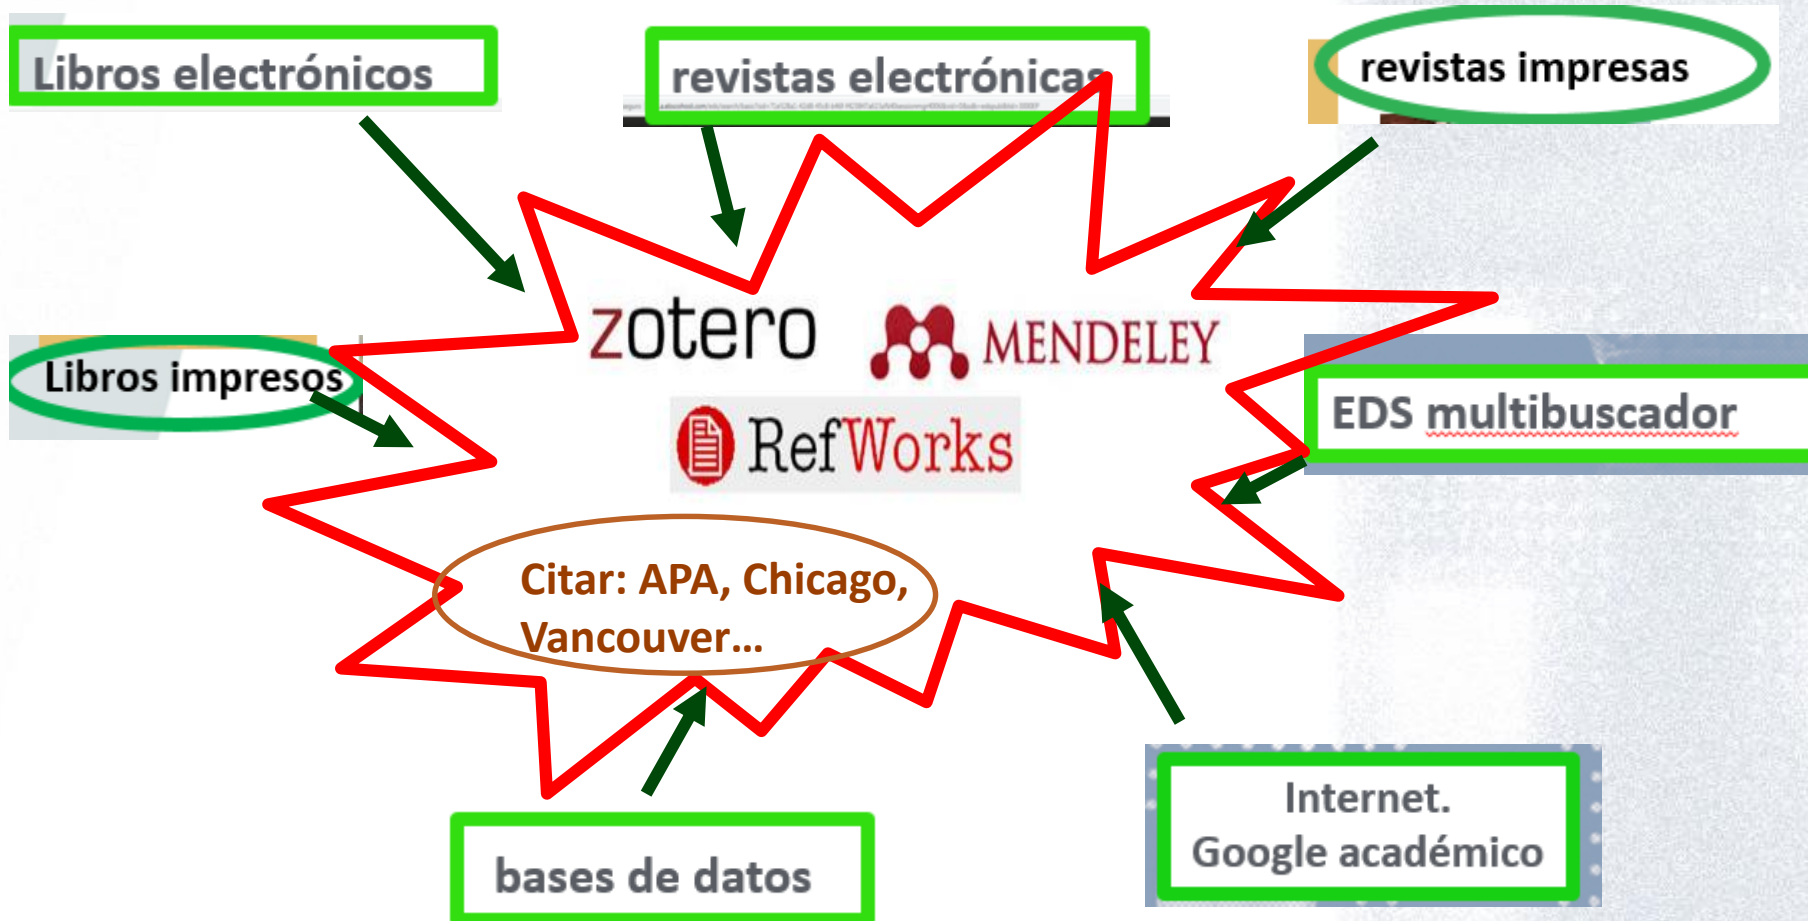 Libros electrónicos
revistas electrónicas
revistas impresas
zotero
MENDELEY
Libros impresos
EDS multibuscador
RefWorks
Citar: APA, Chicago,
Vancouver...
Internet.
Google académico
bases de datos